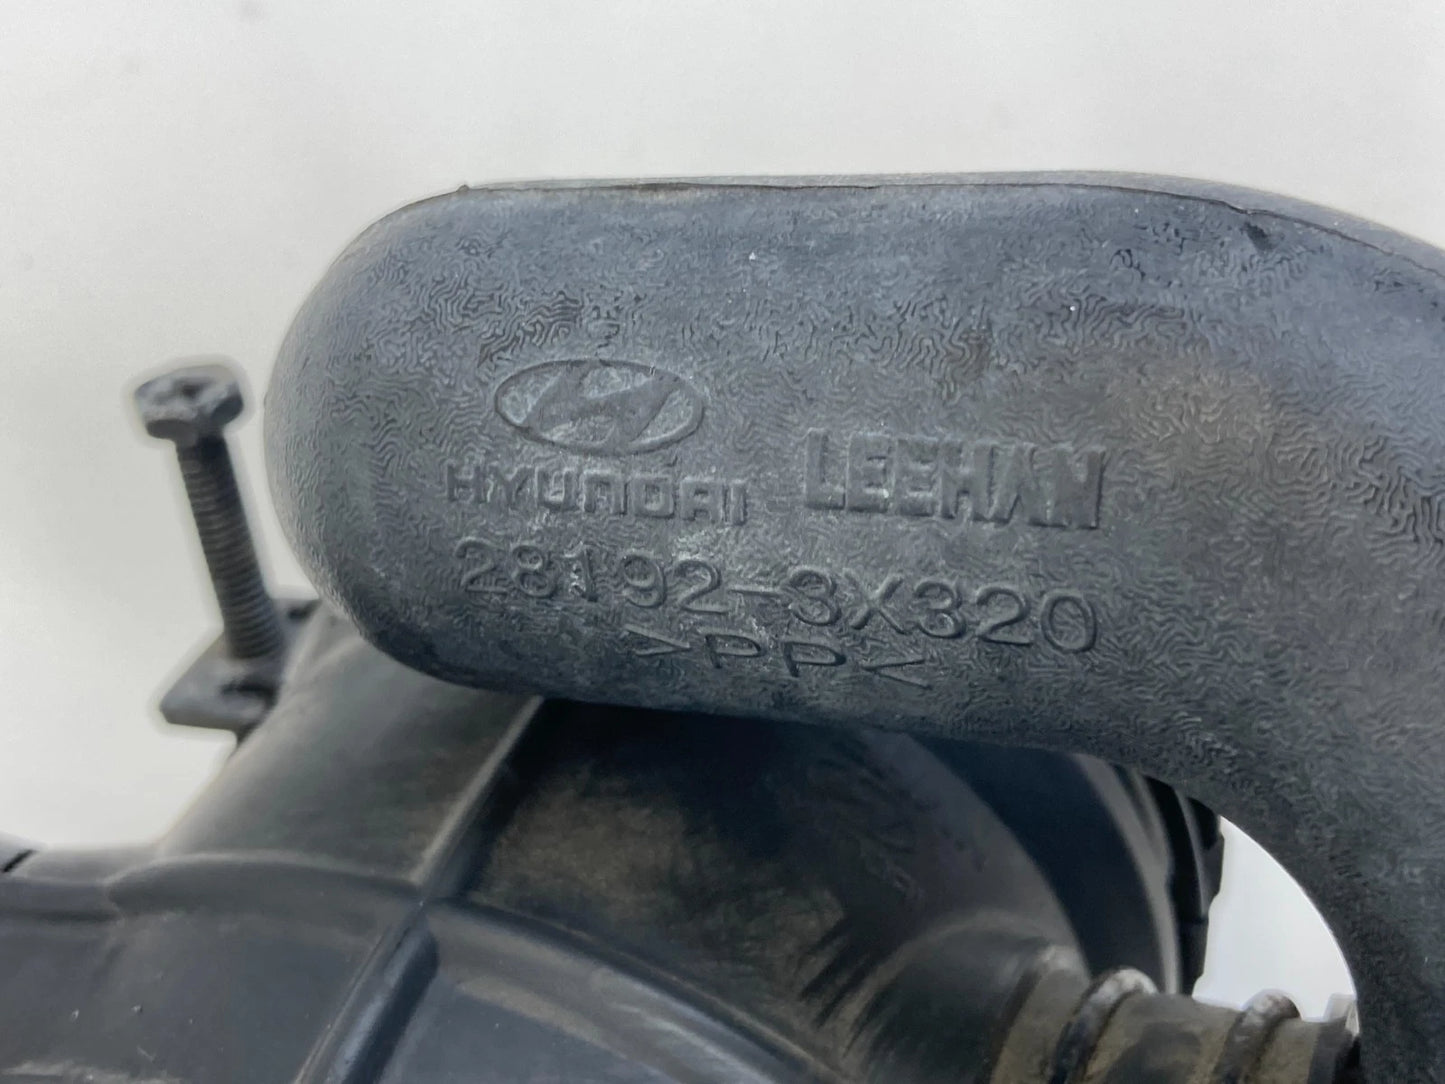 HYUNDAI LEEHAN
28192-3X320
>PP<